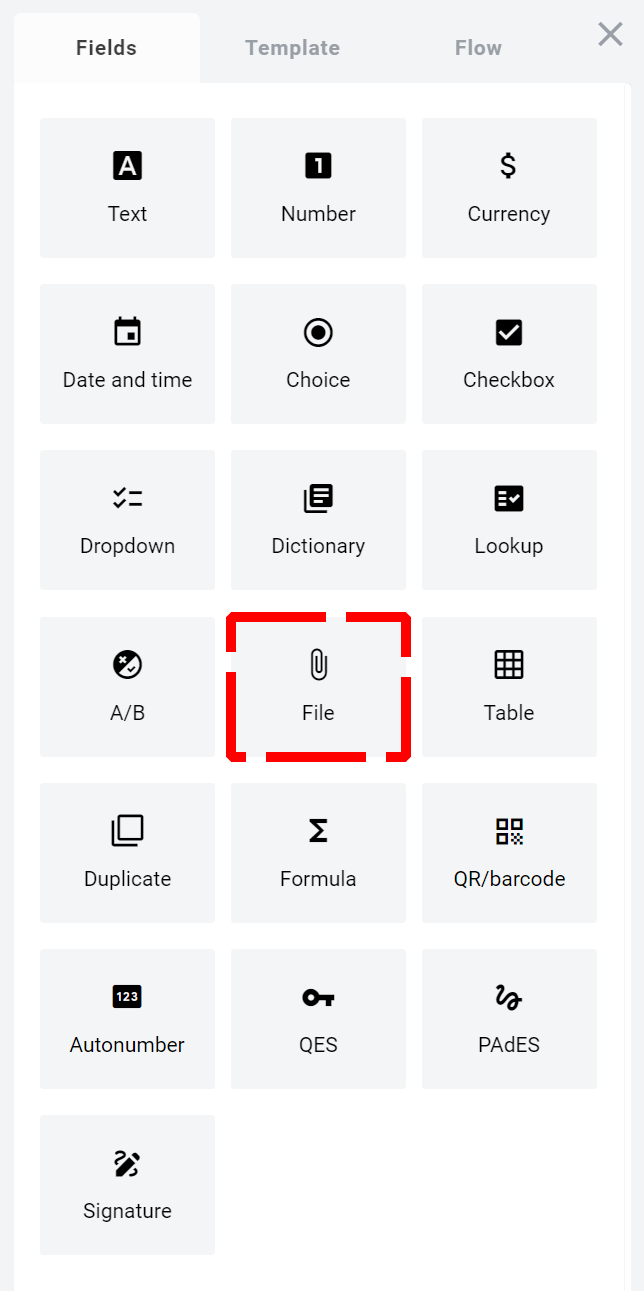 Fields Template Flow
Text Number Currency
Date and time Choice Checkbox
Dropdown Dictionary Lookup
A/B File Table
Duplicate Formula QR/barcode
123
Autonumber QES PAdES
Signature